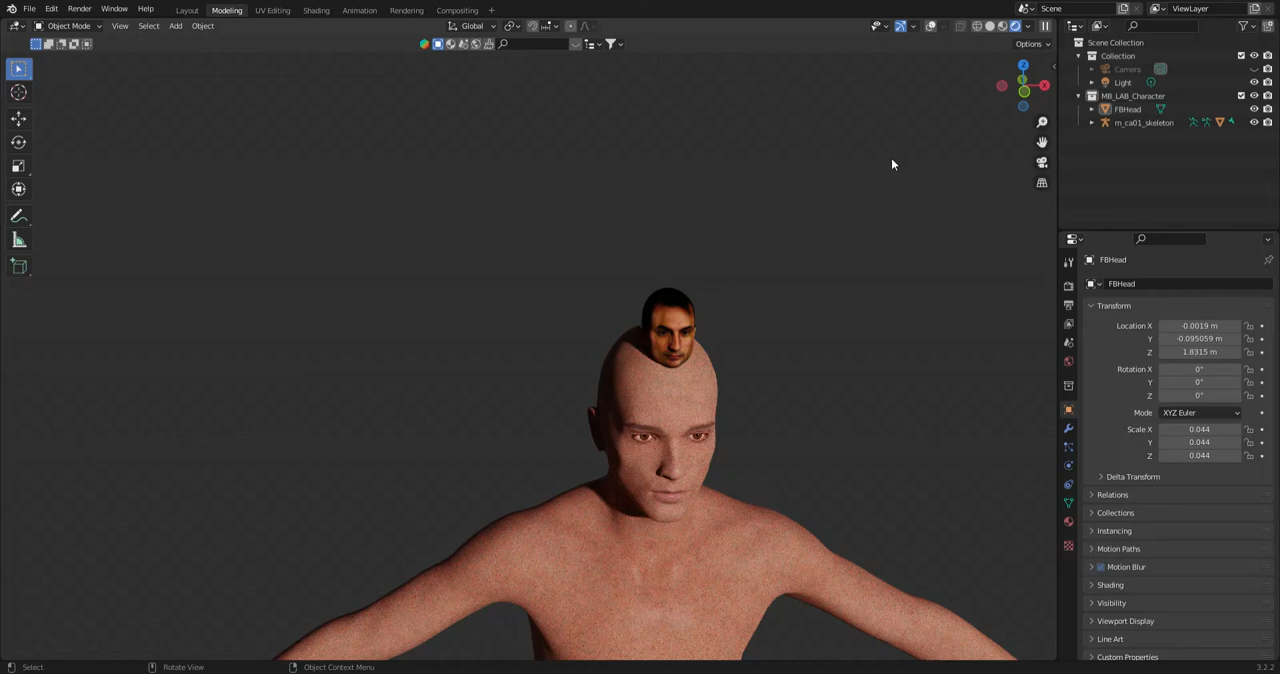 File Edit Render Window Help Layout Modeling UV Editing Shading Animation Rendering Compositing + Scene ViewLayer
Object Mode View Select Add Object Global
Options
Scene Collection
Collection
Camera
Light
MB_LAB_Character
FBHead
m_ca01_skeleton
Z
X
Y
FBHead
FBHead
Transform
Location X -0.0019 m
Y -0.095059 m
Z 1.8315 m
Rotation X 0°
Y 0°
Z 0°
Mode XYZ Euler
Scale X 0.044
Y 0.044
Z 0.044
Delta Transform
Relations
Collections
Instancing
Motion Paths
Motion Blur
Shading
Visibility
Viewport Display
Line Art
Custom Properties
Select Rotate View Object Context Menu 3.2.2